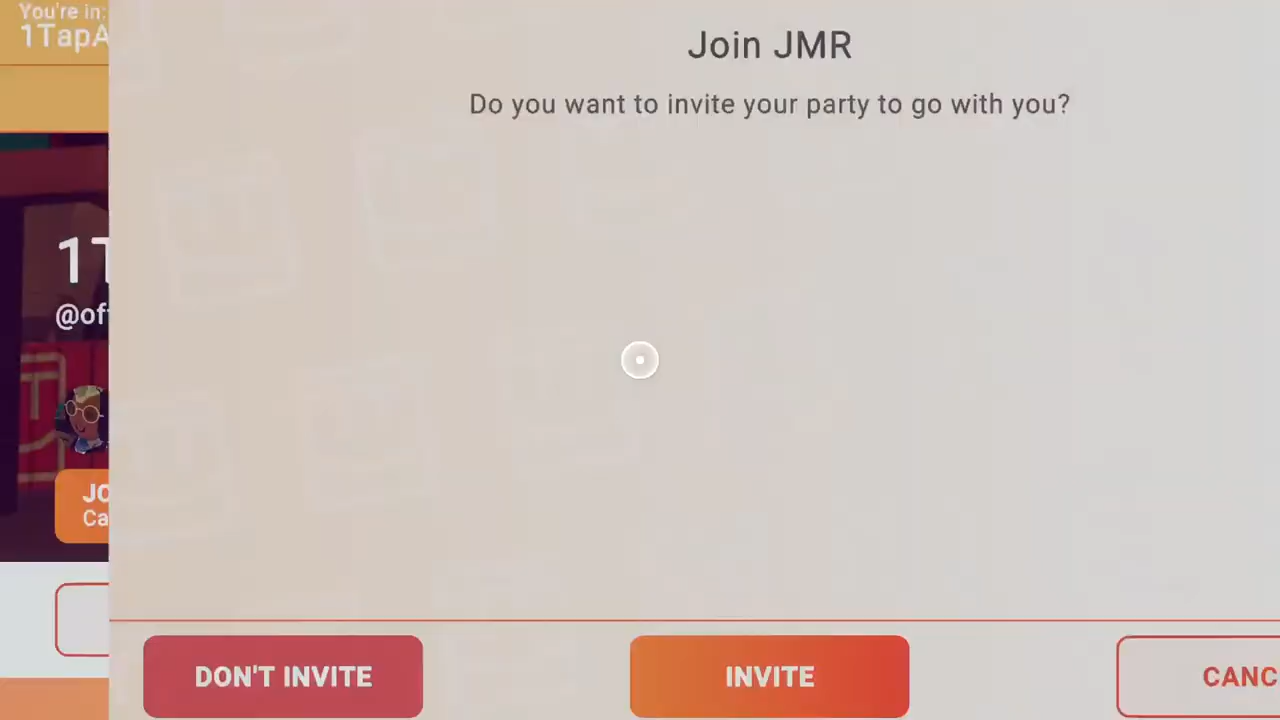 You're in:
1TapA
Join JMR
Do you want to invite your party to go with you?
1T
@of
JO
Ca
DON'T INVITE
INVITE
CANC